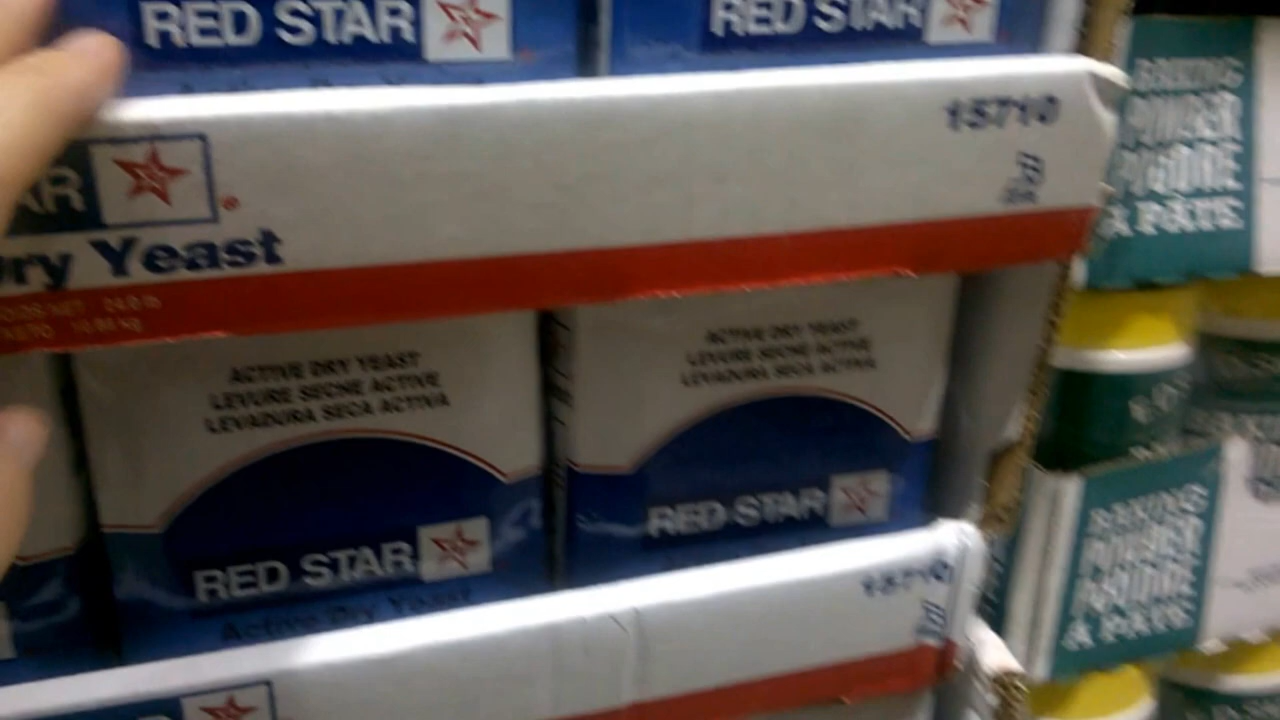 RED STAR
RED STAR
15710
AR
Dry Yeast
ACTIVE DRY YEAST
LEVURE SECHE ACTIVE
LEVADURA SECA ACTIVA
RED STAR
Active Dry Yeast
ACTIVE DRY YEAST
LEVURE SECHE ACTIVE
LEVADURA SECA ACTIVA
RED STAR
15710
BAKING
POWDER
POUDRE
À PÂTE
BAKING
POWDER
POUDRE
À PÂTE